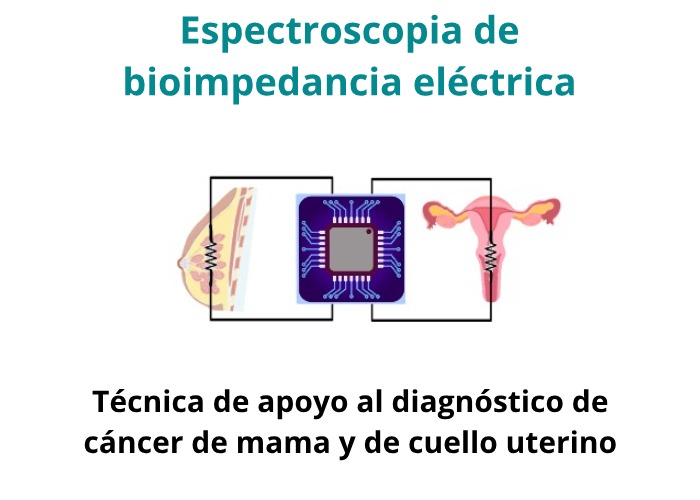 Espectroscopia de
bioimpedancia eléctrica
Técnica de apoyo al diagnóstico de
cáncer de mama y de cuello uterino